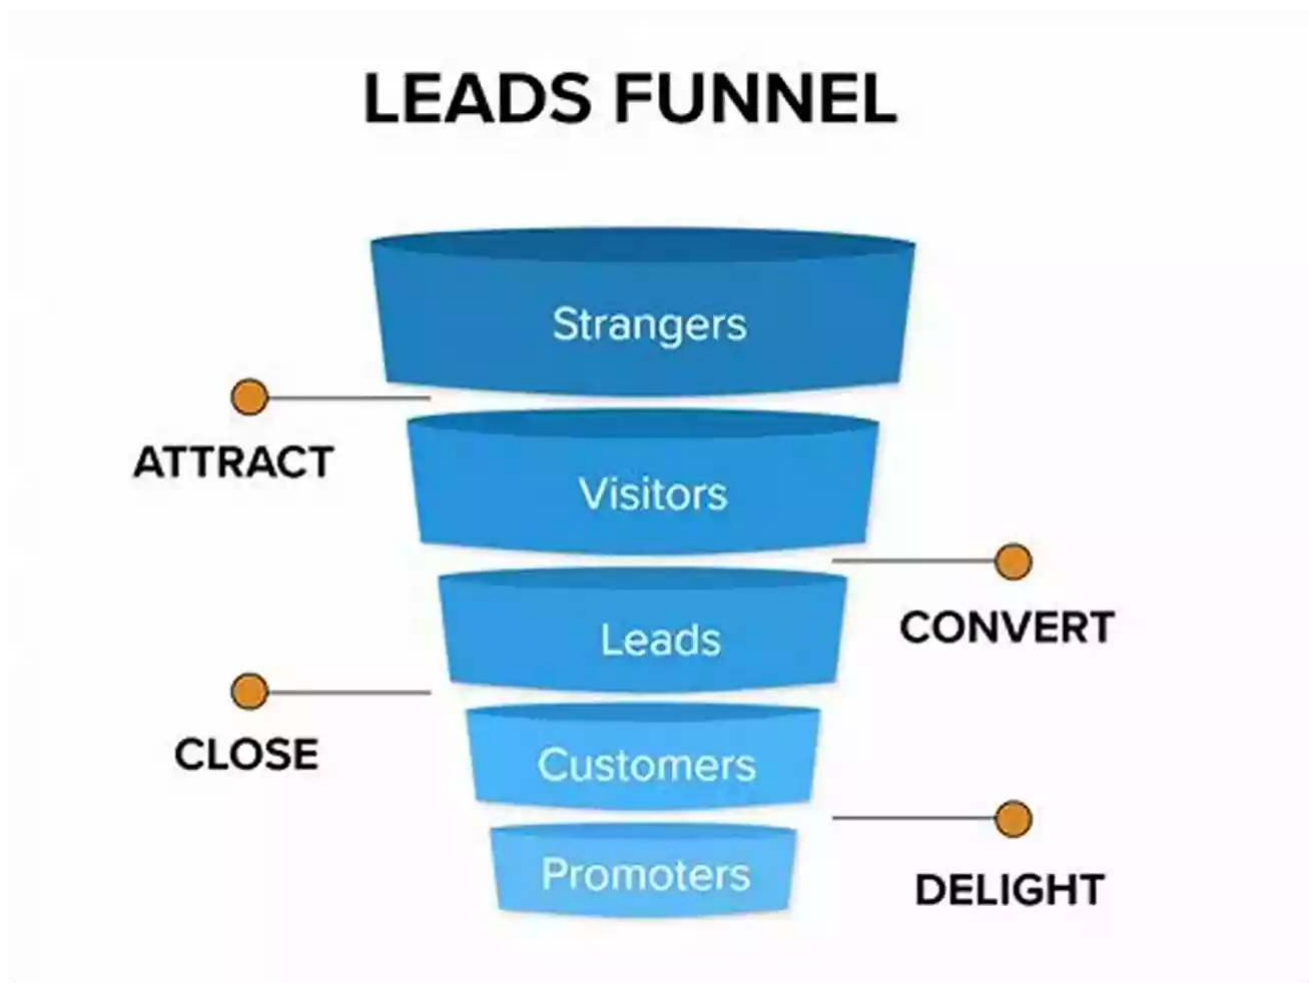 LEADS FUNNEL
Strangers
ATTRACT
Visitors
CONVERT
Leads
CLOSE
Customers
DELIGHT
Promoters